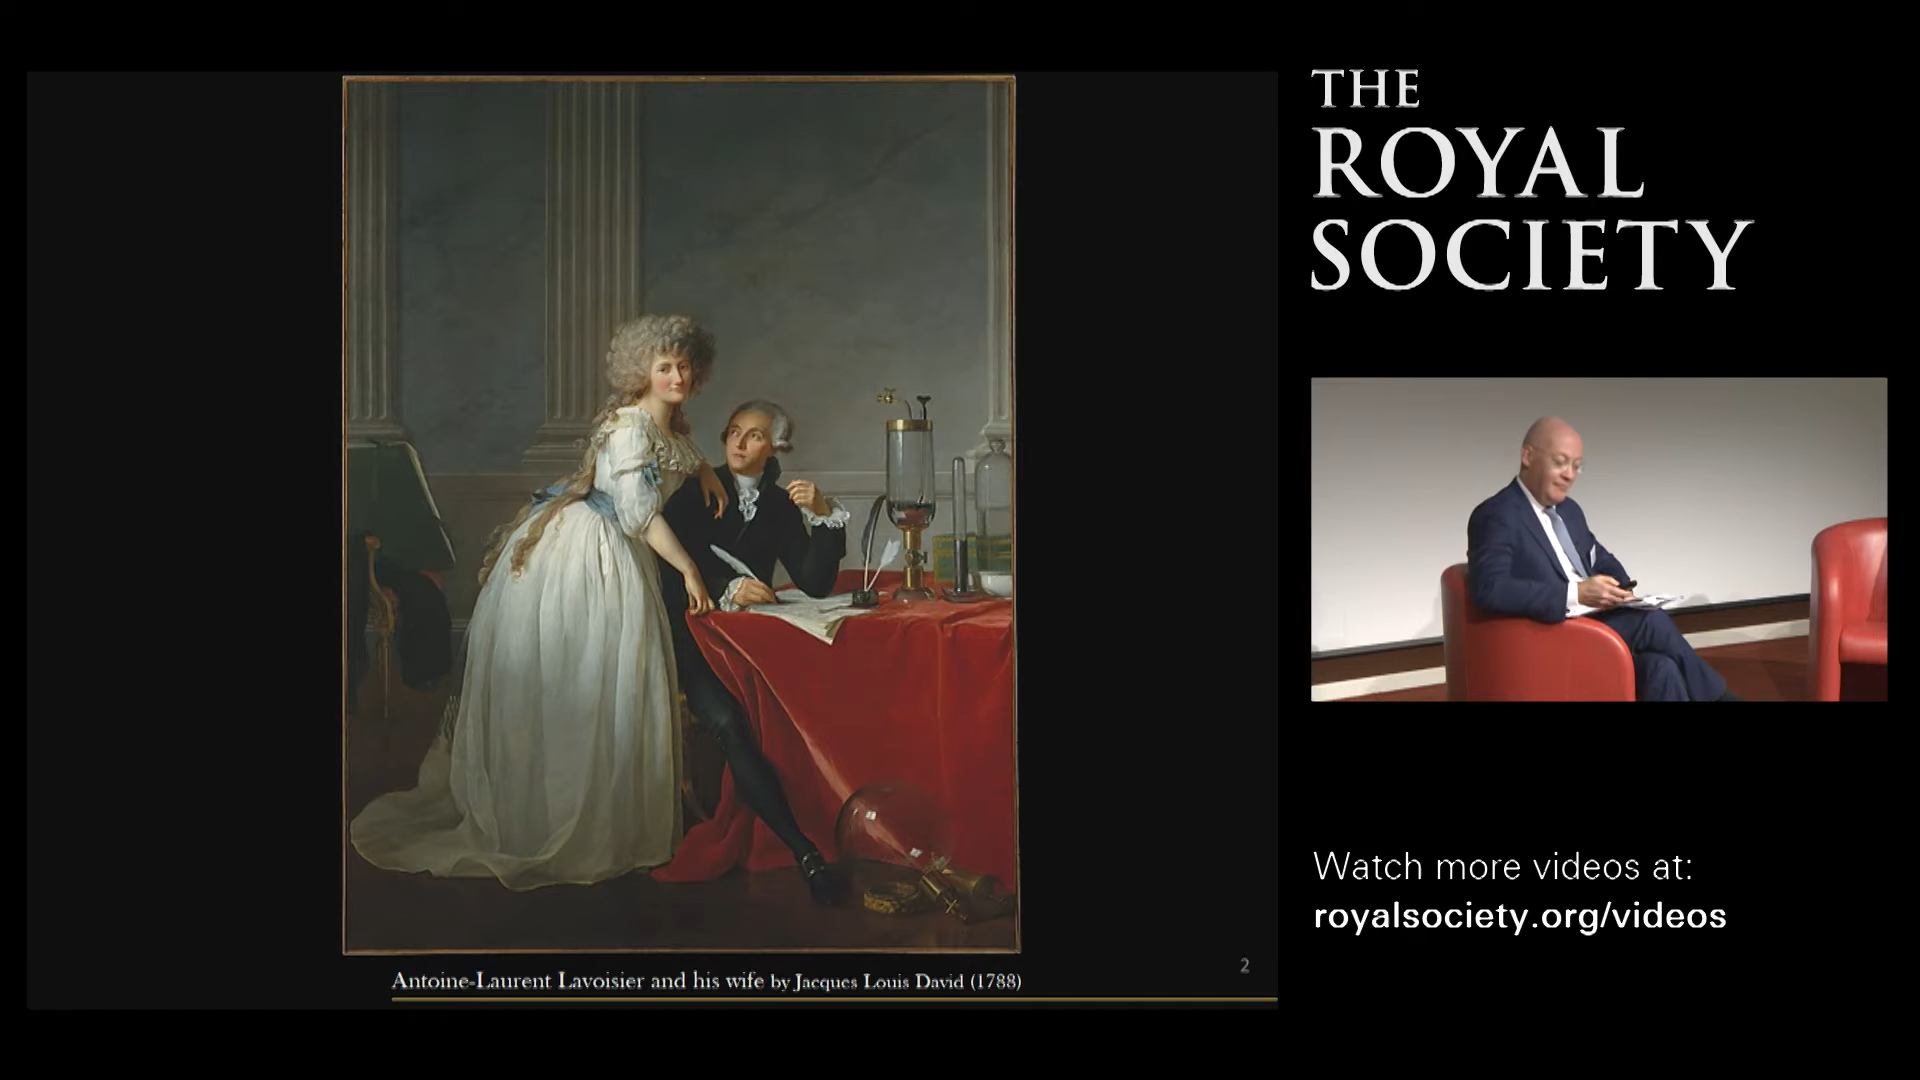 THE
ROYAL
SOCIETY
Antoine-Laurent Lavoisier and his wife by Jacques Louis David (1788)
2
Watch more videos at:
royalsociety.org/videos